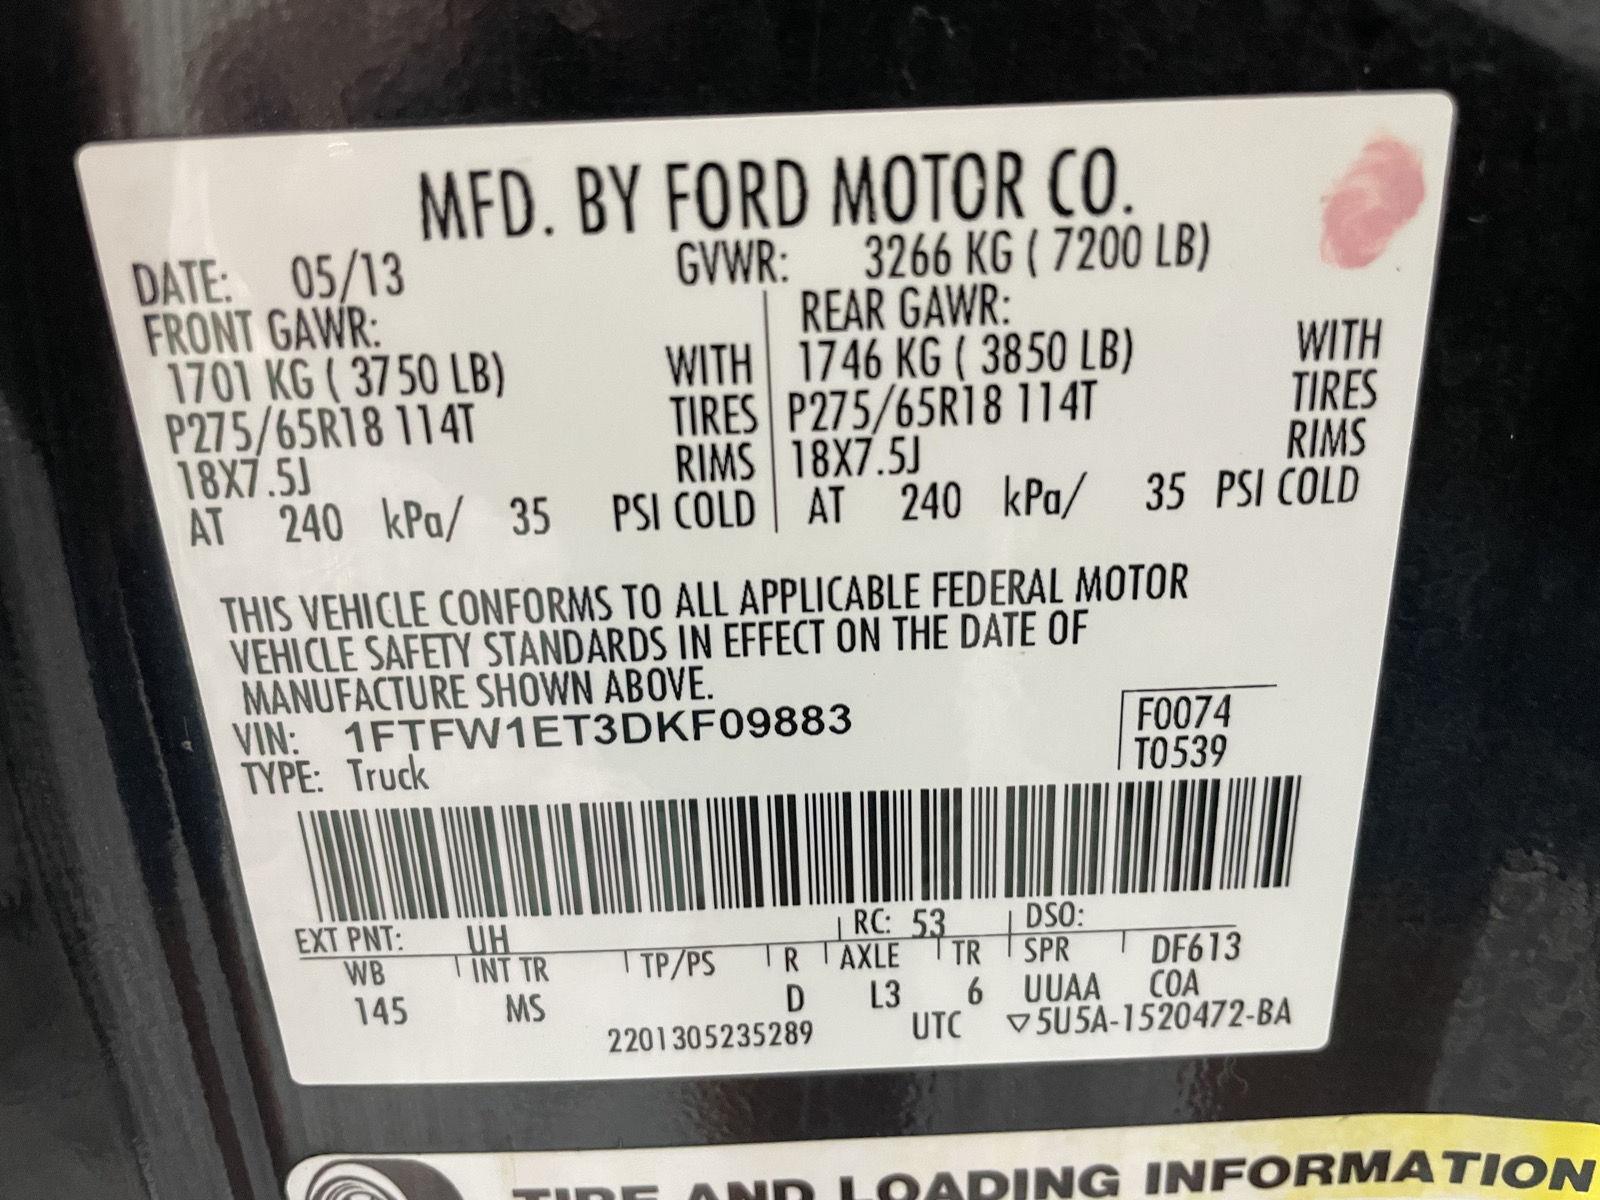 MFD. BY FORD MOTOR CO.
DATE: 05/13 GVWR: 3266 KG ( 7200 LB)
FRONT GAWR: REAR GAWR:
1701 KG ( 3750 LB) WITH 1746 KG ( 3850 LB) WITH
P275/65R18 114T TIRES P275/65R18 114T TIRES
18X7.5J RIMS 18X7.5J RIMS
AT 240 kPa/ 35 PSI COLD AT 240 kPa/ 35 PSI COLD
THIS VEHICLE CONFORMS TO ALL APPLICABLE FEDERAL MOTOR
VEHICLE SAFETY STANDARDS IN EFFECT ON THE DATE OF
MANUFACTURE SHOWN ABOVE.
VIN: 1FTFW1ET3DKF09883 F0074
TYPE: Truck T0539
EXT PNT: UH RC: 53 DSO:
WB INT TR TP/PS R AXLE TR SPR DF613
145 MS D L3 6 UUAA COA
2201305235289 UTC ▽5U5A-1520472-BA
TIRE AND LOADING INFORMATION